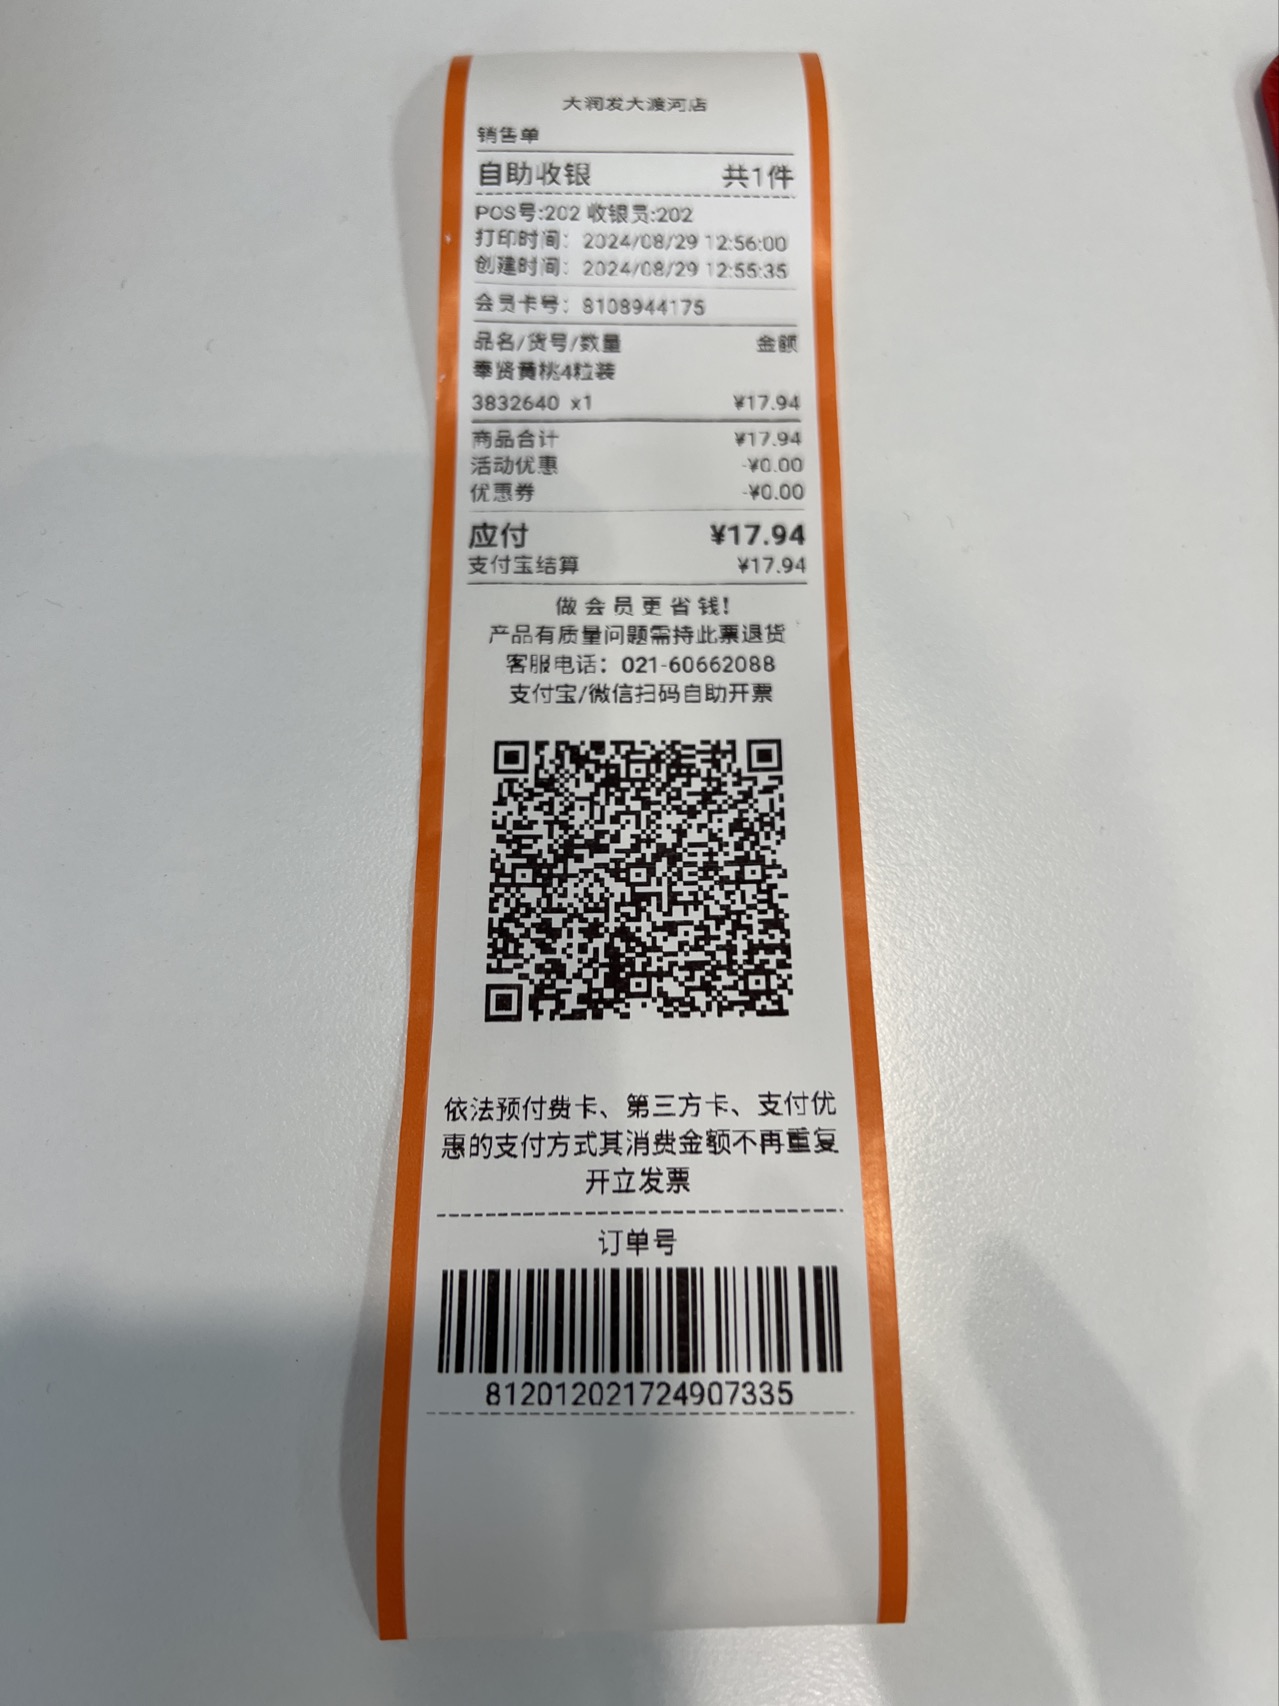 大润发大渡河店
销售单
自助收银 共1件
POS号:202 收银员:202
打印时间： 2024/08/29 12:56:00
创建时间： 2024/08/29 12:55:35
会员卡号： 8108944175
品名/货号/数量 金额
奉贤黄桃4粒装
3832640 x1 ¥17.94
商品合计 ¥17.94
活动优惠 -¥0.00
优惠券 -¥0.00
应付 ¥17.94
支付宝结算 ¥17.94
做会员更省钱!
产品有质量问题需持此票退货
客服电话： 021-60662088
支付宝/微信扫码自助开票
依法预付费卡、第三方卡、支付优
惠的支付方式其消费金额不再重复
开立发票
订单号
812012021724907335